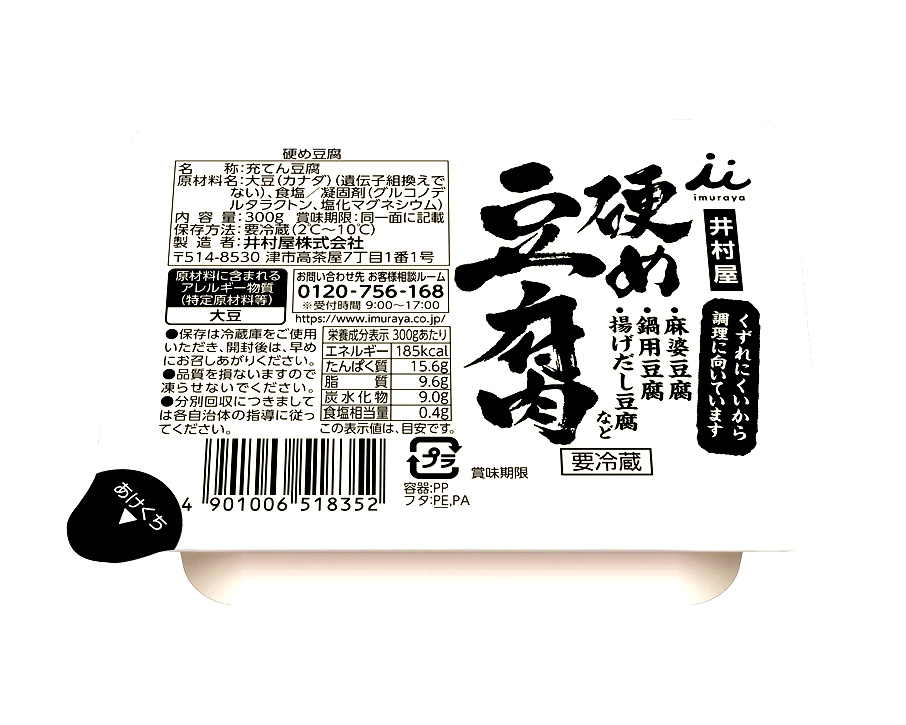 硬め豆腐
名　　称：充てん豆腐
原材料名：大豆（カナダ）（遺伝子組換えで
ない）、食塩／凝固剤（グルコノデ
ルタラクトン、塩化マグネシウム）
内 容 量：300g　賞味期限：同一面に記載
保存方法：要冷蔵（2℃～10℃）
製 造 者：井村屋株式会社
〒514-8530 津市高茶屋7丁目1番1号
原材料に含まれる
アレルギー物質
（特定原材料等）
大豆
お問い合わせ先 お客様相談ルーム
0120-756-168
※受付時間 9:00～17:00
https://www.imuraya.co.jp/
●保存は冷蔵庫をご使用
いただき、開封後は、早め
にお召しあがりください。
●品質を損ないますので
凍らせないでください。
●分別回収につきまして
は各自治体の指導に従っ
てください。
栄養成分表示 300gあたり
エネルギー 185kcal
たんぱく質 15.6g
脂　　質 9.6g
炭水化物 9.0g
食塩相当量 0.4g
この表示値は、目安です。
4 901006 518352
プラ
容器:PP
フタ:PE,PA
賞味期限
要冷蔵
硬め
豆腐
・麻婆豆腐
・鍋用豆腐
・揚げだし豆腐
など
imuraya
井村屋
くずれにくいから
調理に向いています
あけくち